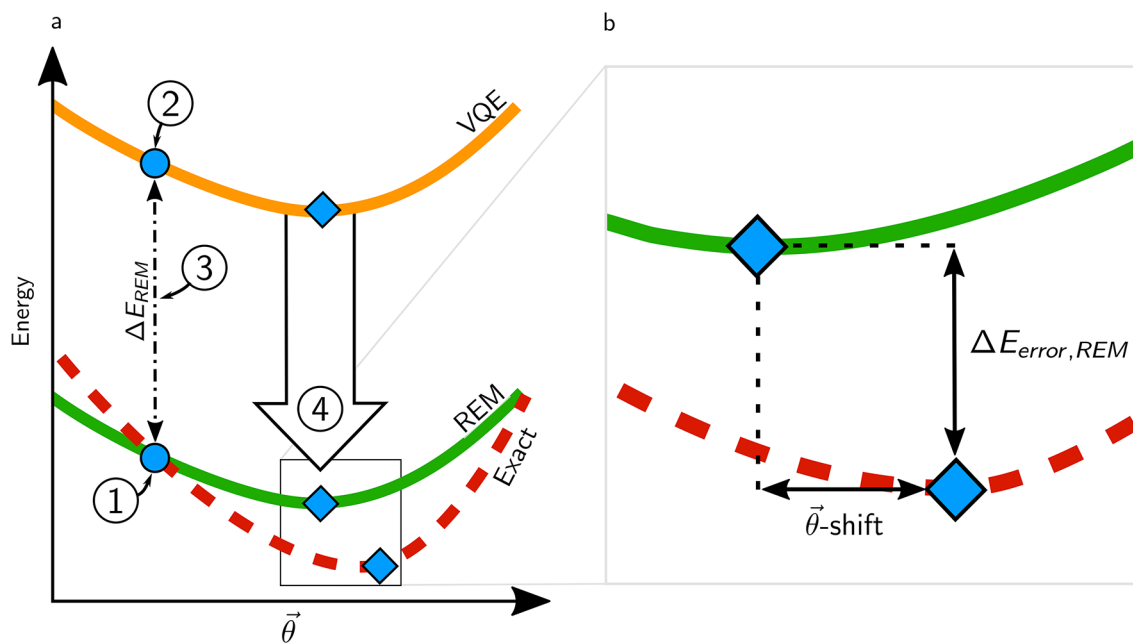 a
b
2
VQE
3
ΔE_REM
Energy
4
REM
Exact
1
θ⃗
ΔE_error,REM
θ⃗-shift